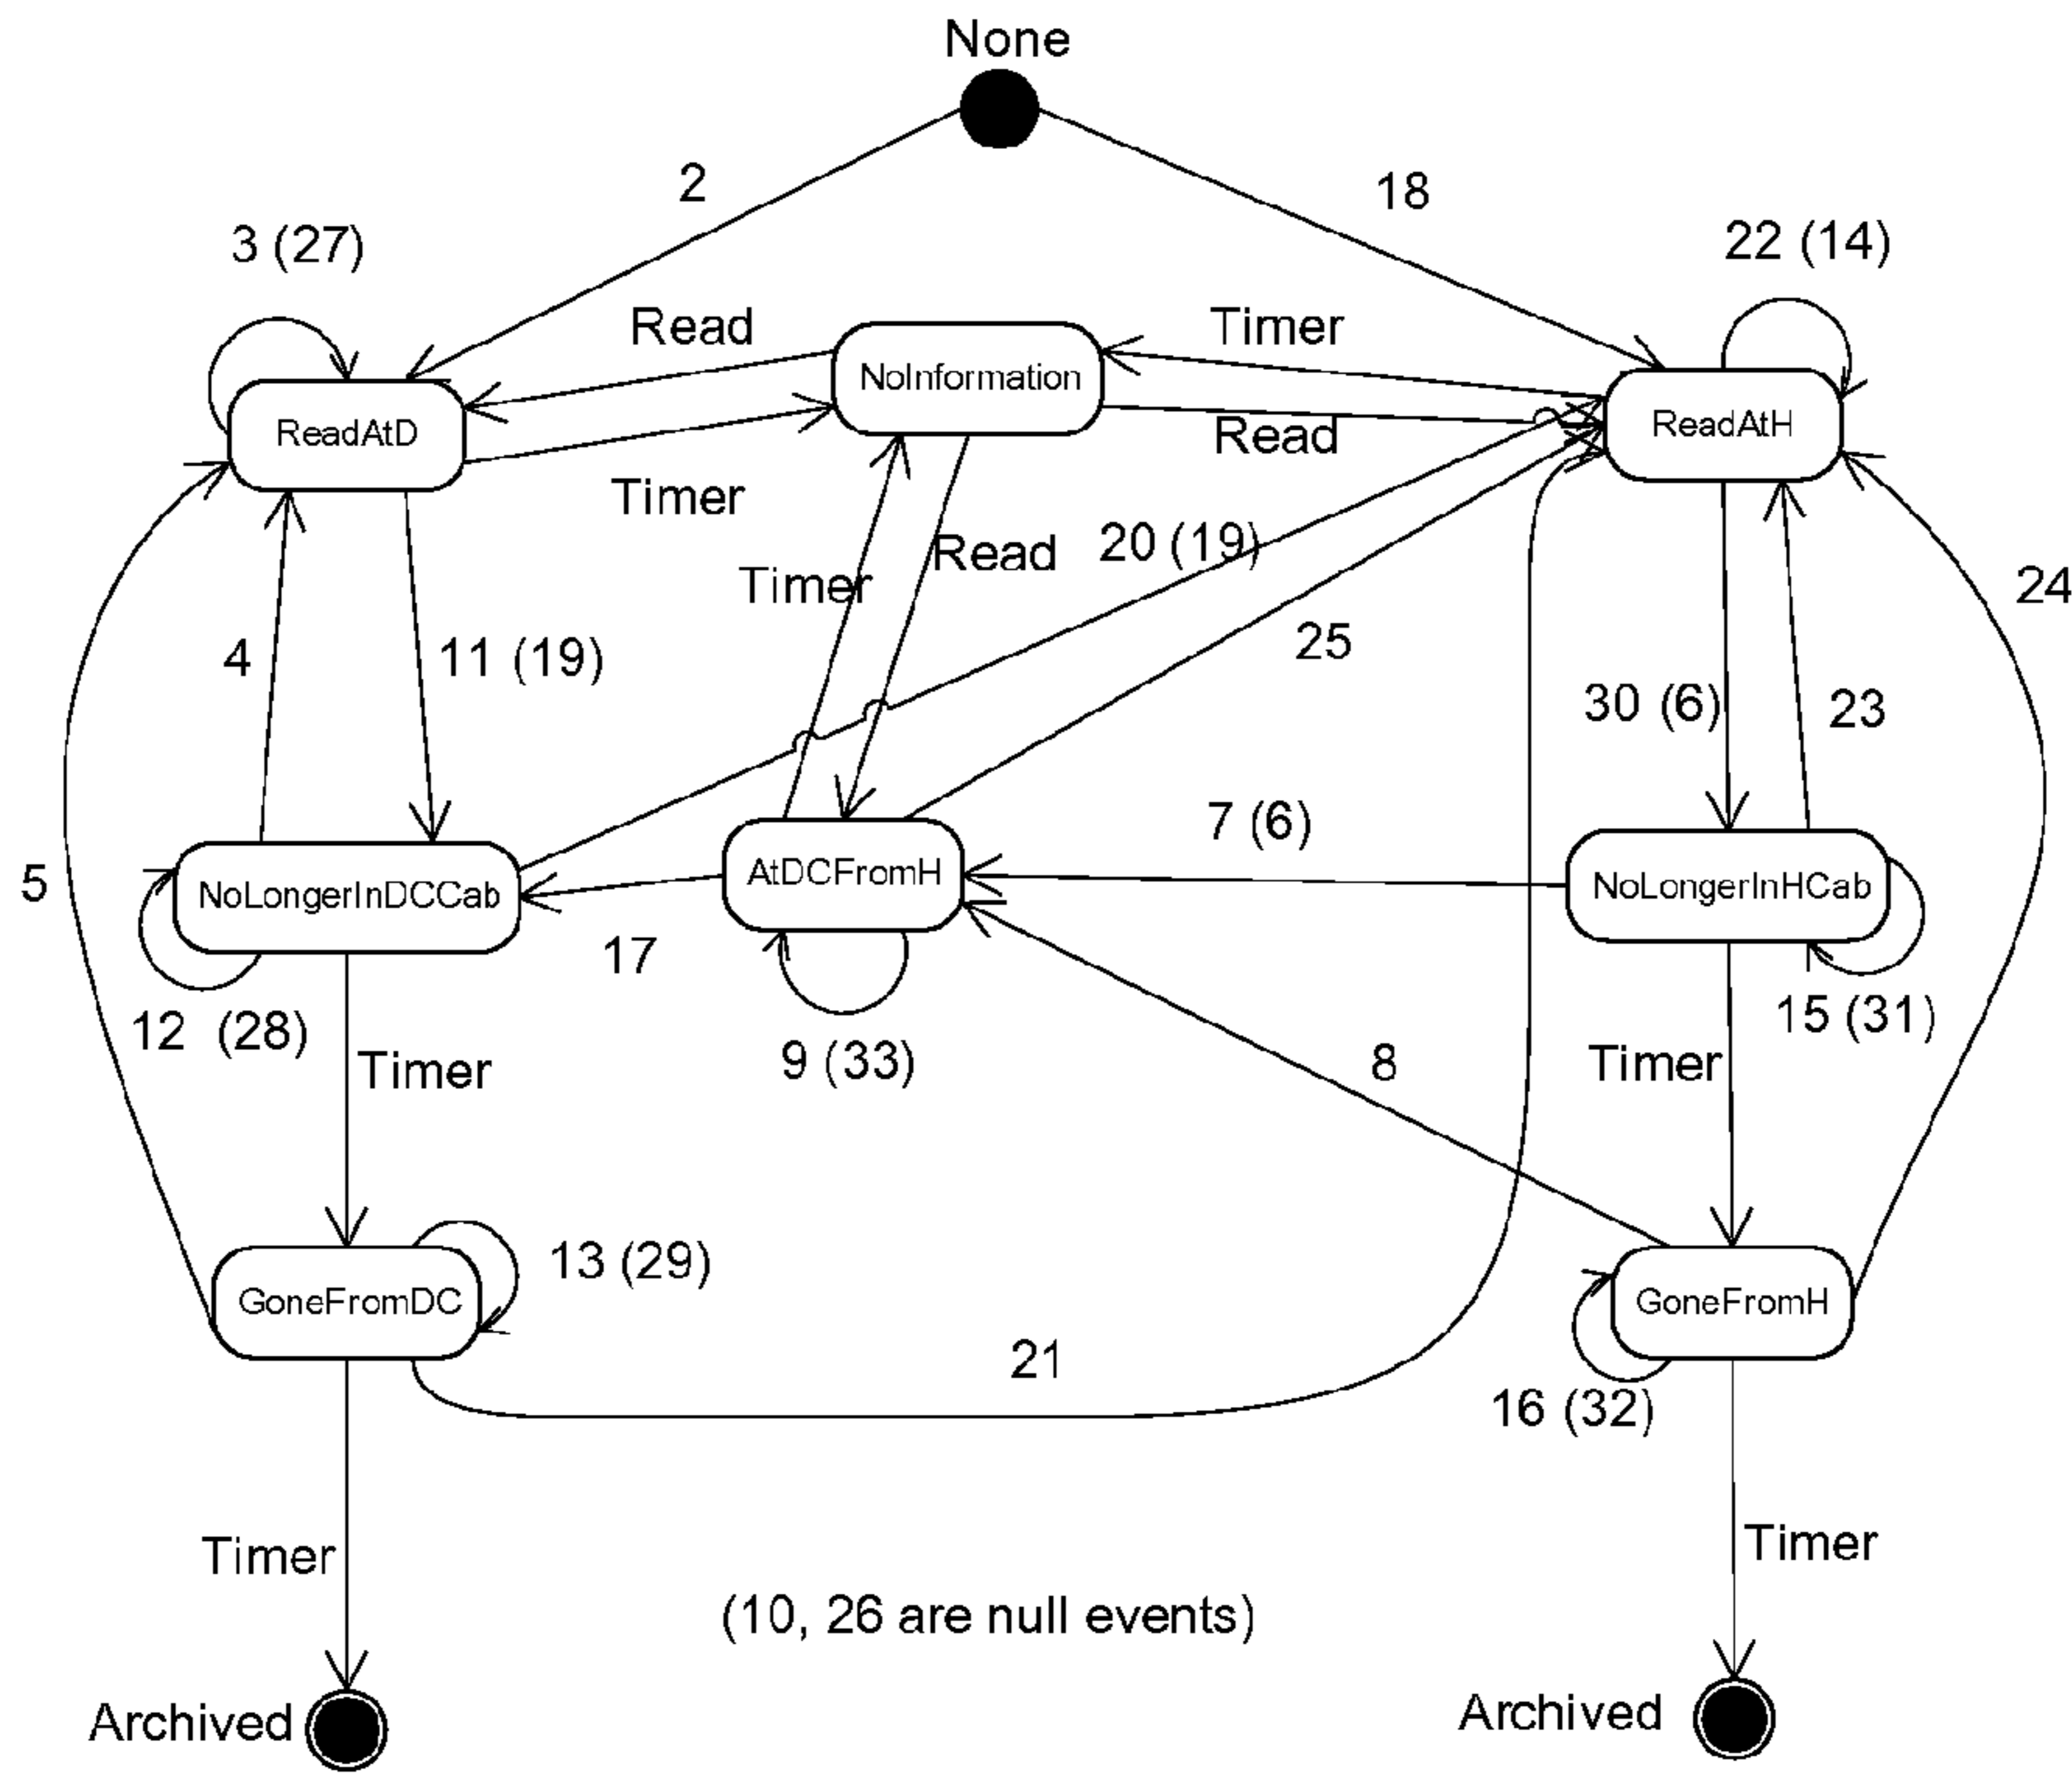 None
2
18
3 (27)
22 (14)
Read
Timer
NoInformation
ReadAtD
ReadAtH
Read
Timer
20 (19)
Read
Timer
24
4
11 (19)
25
30 (6)
23
7 (6)
5
NoLongerInDCCab
AtDCFromH
NoLongerInHCab
17
12 (28)
15 (31)
Timer
9 (33)
8
Timer
13 (29)
GoneFromDC
GoneFromH
21
16 (32)
Timer
Timer
(10, 26 are null events)
Archived
Archived